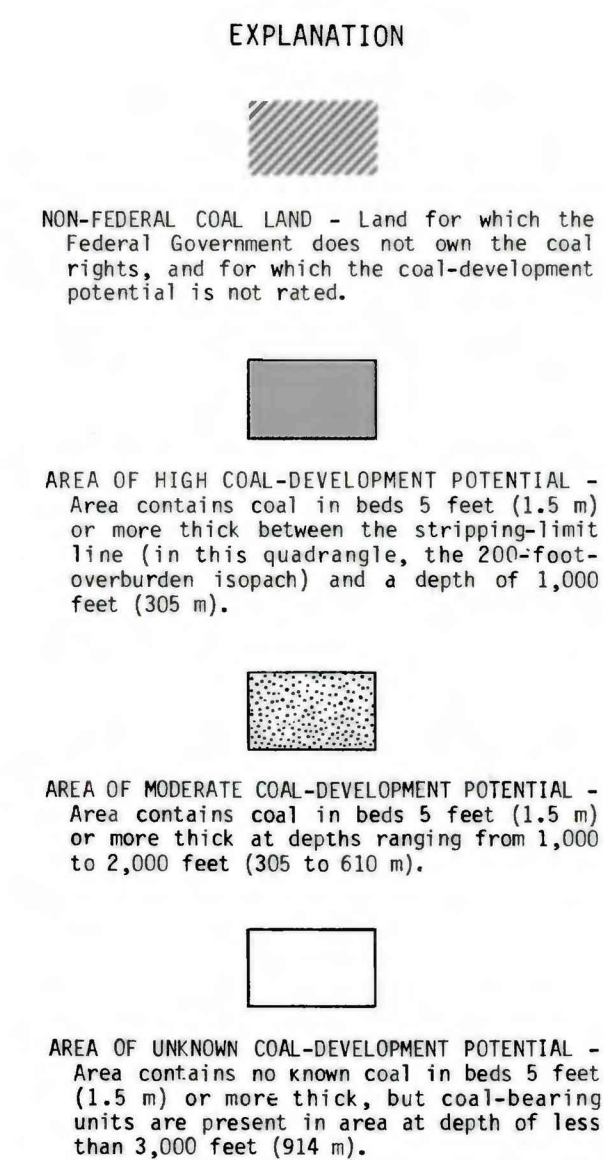 EXPLANATION
NON-FEDERAL COAL LAND - Land for which the
Federal Government does not own the coal
rights, and for which the coal-development
potential is not rated.
AREA OF HIGH COAL-DEVELOPMENT POTENTIAL -
Area contains coal in beds 5 feet (1.5 m)
or more thick between the stripping-limit
line (in this quadrangle, the 200-foot-
overburden isopach) and a depth of 1,000
feet (305 m).
AREA OF MODERATE COAL-DEVELOPMENT POTENTIAL -
Area contains coal in beds 5 feet (1.5 m)
or more thick at depths ranging from 1,000
to 2,000 feet (305 to 610 m).
AREA OF UNKNOWN COAL-DEVELOPMENT POTENTIAL -
Area contains no known coal in beds 5 feet
(1.5 m) or more thick, but coal-bearing
units are present in area at depth of less
than 3,000 feet (914 m).